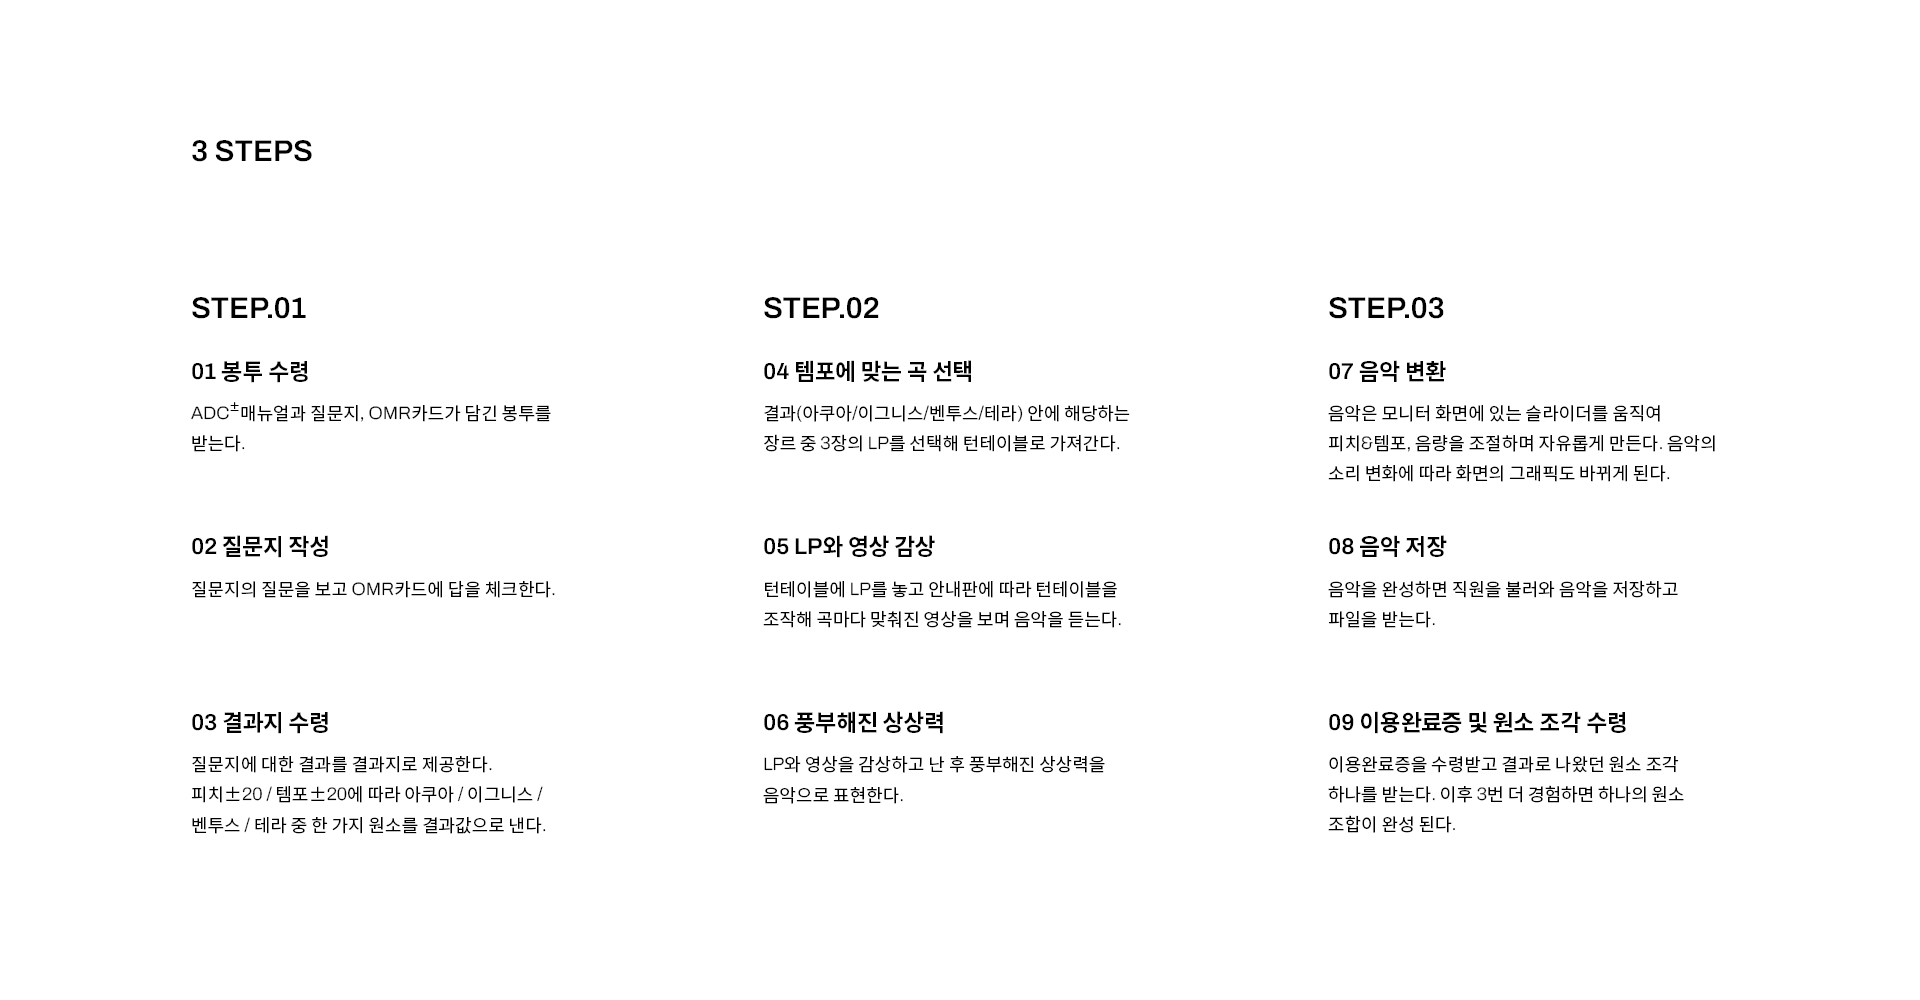 3 STEPS
STEP.01
01 봉투 수령
ADC±매뉴얼과 질문지, OMR카드가 담긴 봉투를
받는다.
02 질문지 작성
질문지의 질문을 보고 OMR카드에 답을 체크한다.
03 결과지 수령
질문지에 대한 결과를 결과지로 제공한다.
피치±20 / 템포±20에 따라 아쿠아 / 이그니스 /
벤투스 / 테라 중 한 가지 원소를 결과값으로 낸다.
STEP.02
04 템포에 맞는 곡 선택
결과(아쿠아/이그니스/벤투스/테라) 안에 해당하는
장르 중 3장의 LP를 선택해 턴테이블로 가져간다.
05 LP와 영상 감상
턴테이블에 LP를 놓고 안내판에 따라 턴테이블을
조작해 곡마다 맞춰진 영상을 보며 음악을 듣는다.
06 풍부해진 상상력
LP와 영상을 감상하고 난 후 풍부해진 상상력을
음악으로 표현한다.
STEP.03
07 음악 변환
음악은 모니터 화면에 있는 슬라이더를 움직여
피치&템포, 음량을 조절하며 자유롭게 만든다. 음악의
소리 변화에 따라 화면의 그래픽도 바뀌게 된다.
08 음악 저장
음악을 완성하면 직원을 불러와 음악을 저장하고
파일을 받는다.
09 이용완료증 및 원소 조각 수령
이용완료증을 수령받고 결과로 나왔던 원소 조각
하나를 받는다. 이후 3번 더 경험하면 하나의 원소
조합이 완성 된다.